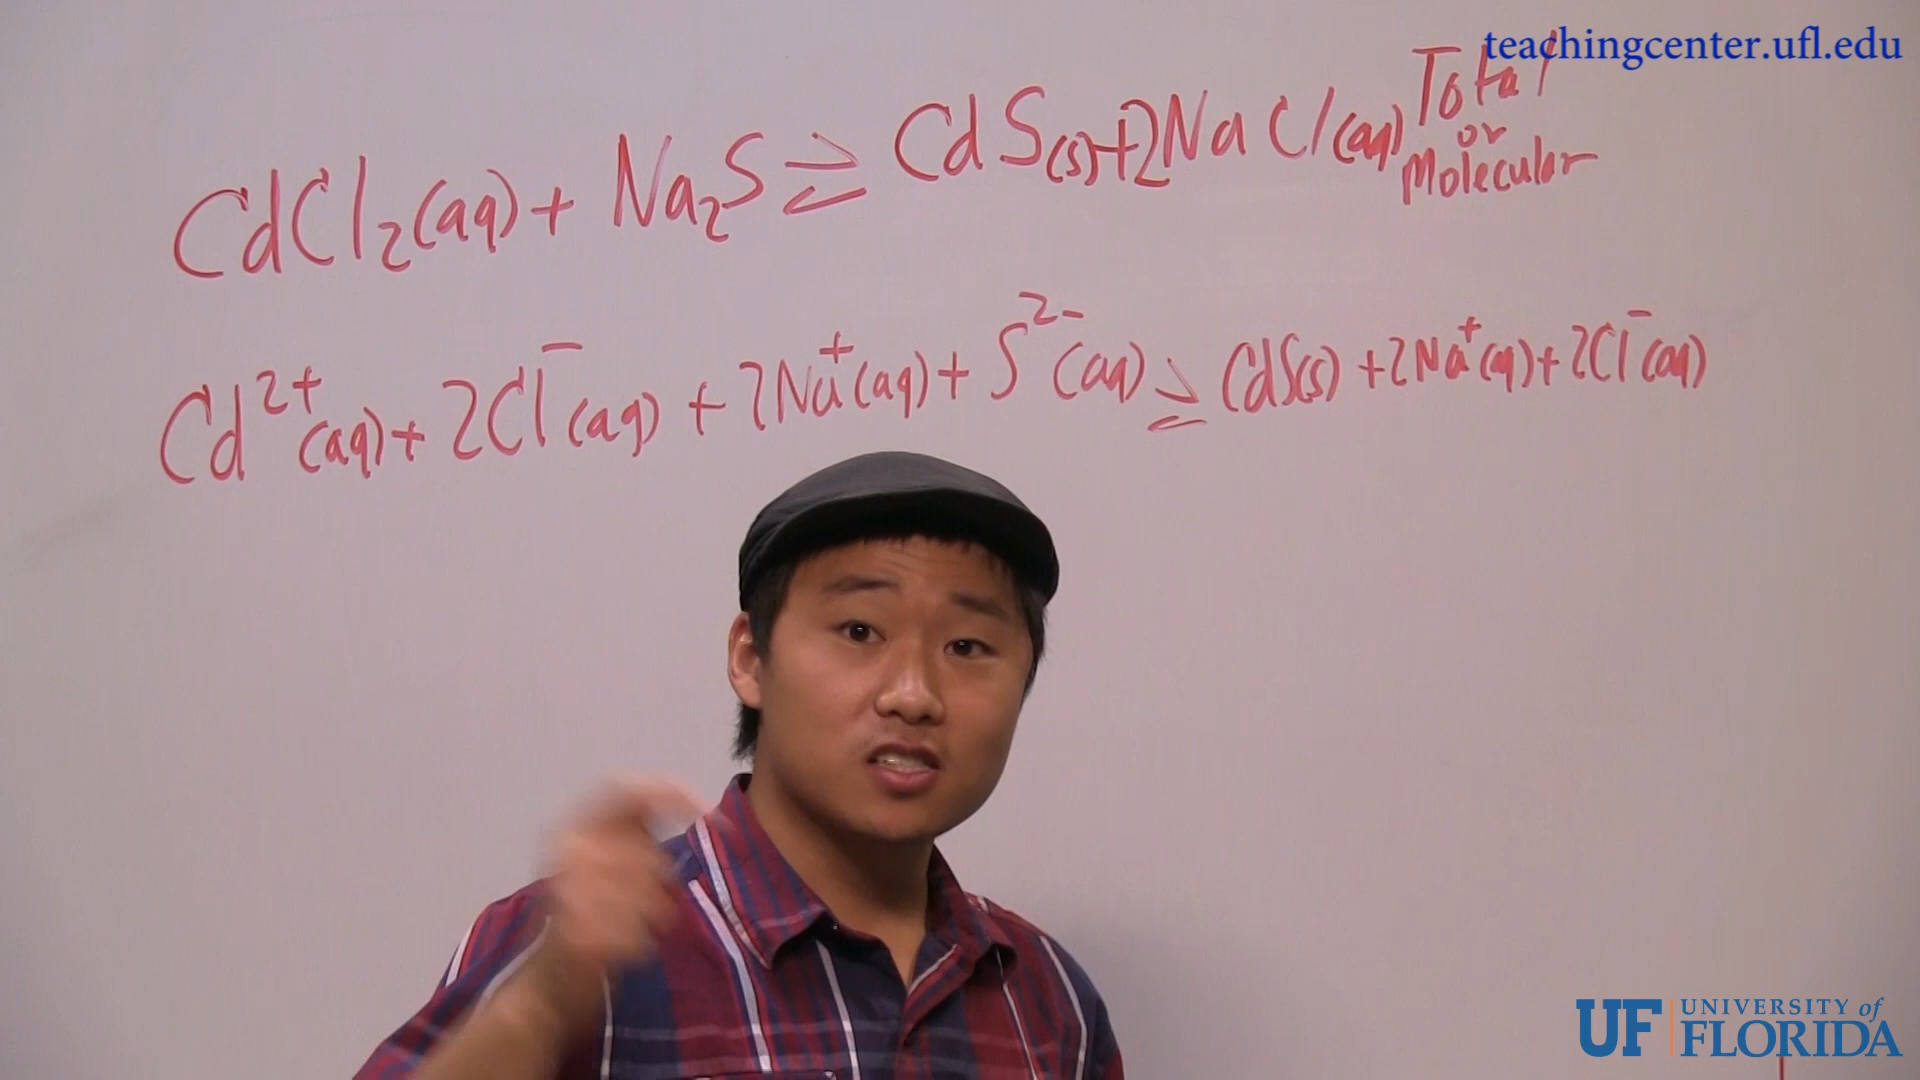 teachingcenter.ufl.edu
CdCl₂(aq) + Na₂S ⇌ CdS(s) + 2NaCl(aq) Total
or
Molecular
Cd²⁺(aq) + 2Cl⁻(aq) + 2Na⁺(aq) + S²⁻(aq) ⇌ CdS(s) + 2Na⁺(aq) + 2Cl⁻(aq)
UF UNIVERSITY of
FLORIDA